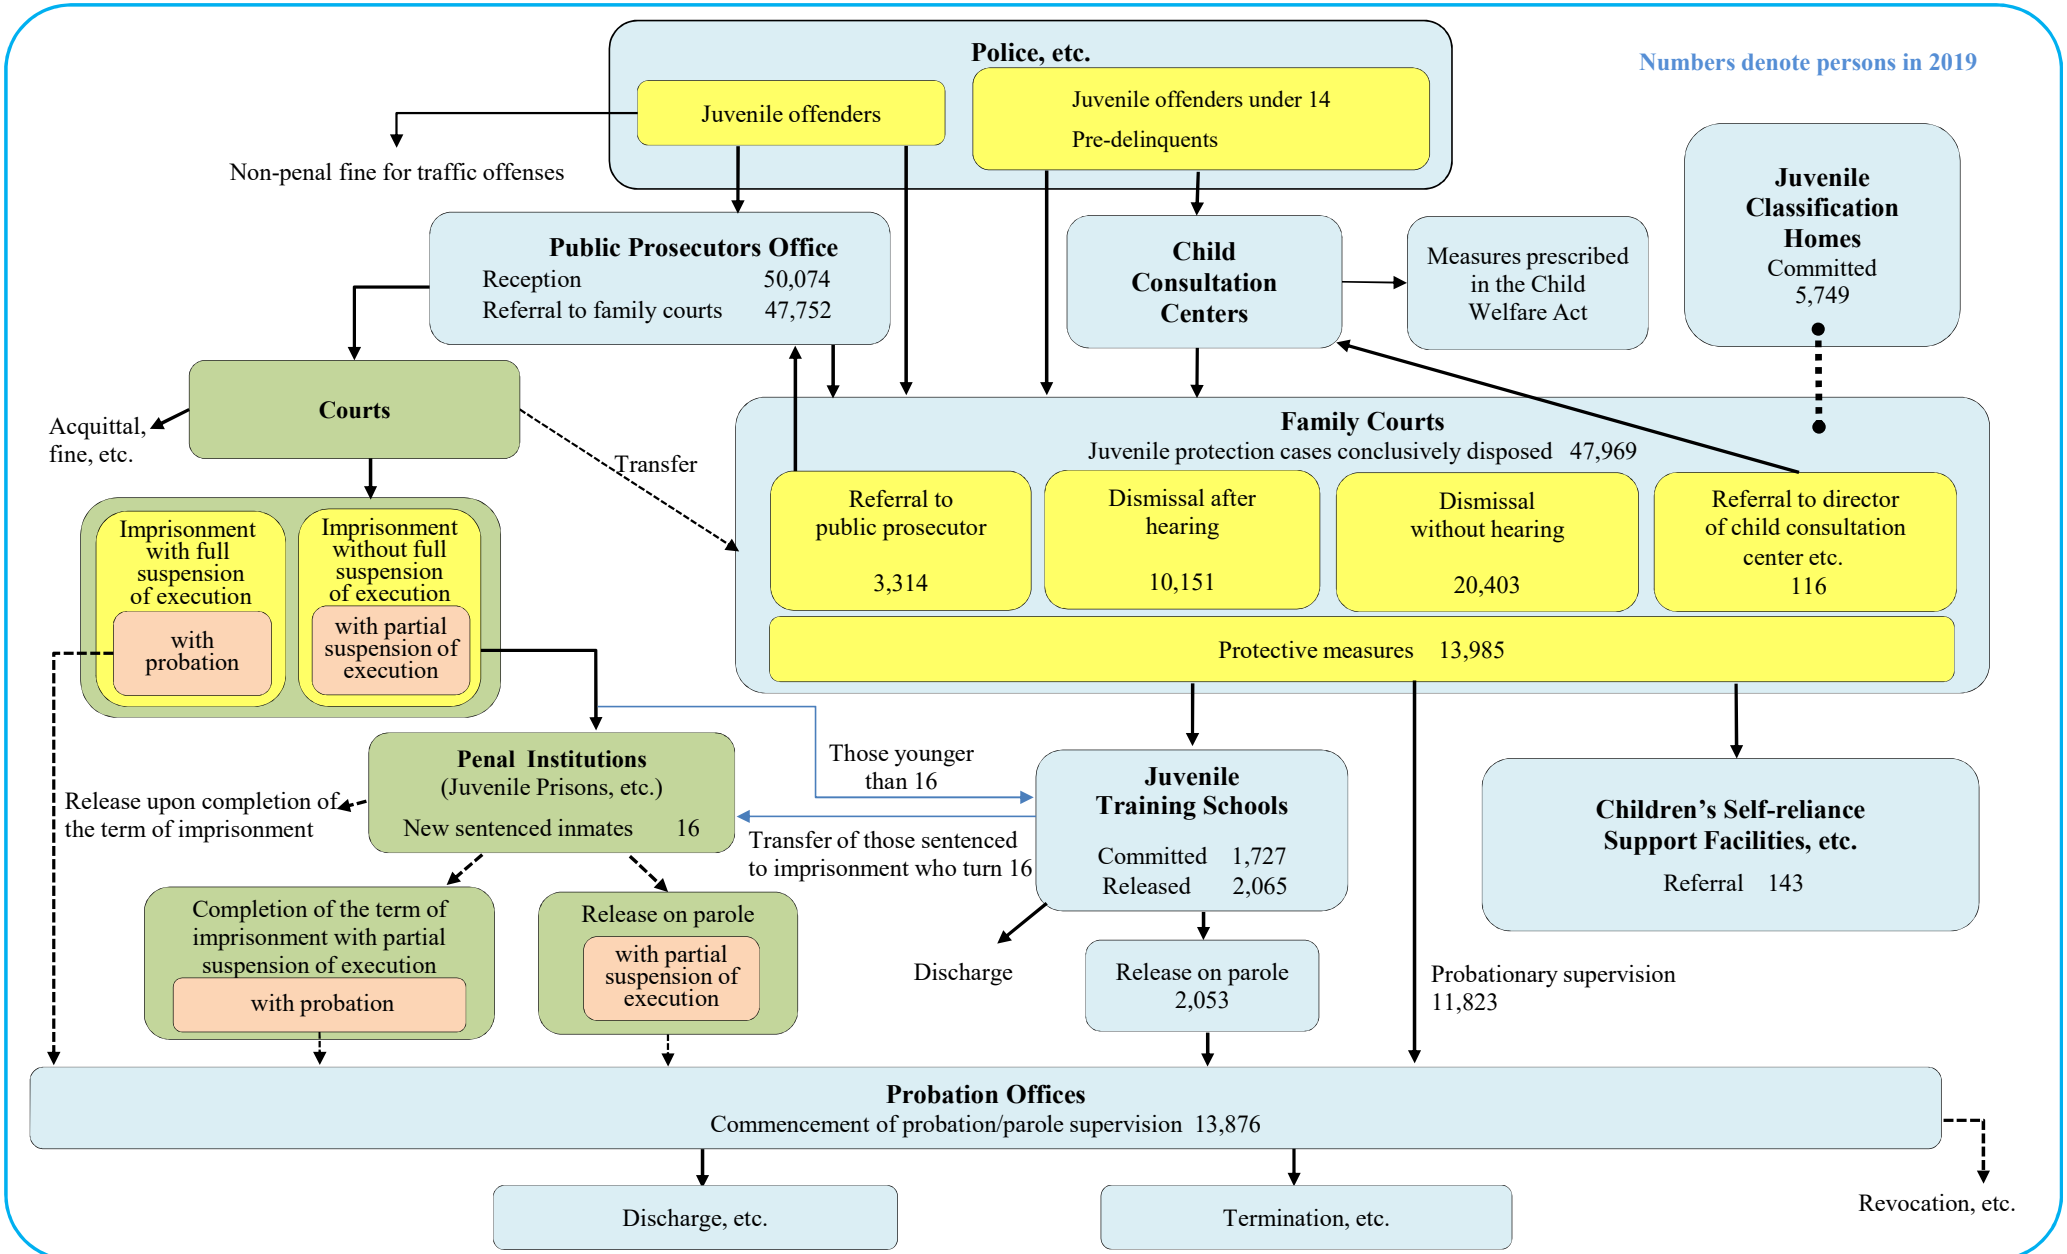 Police, etc.
Numbers denote persons in 2019
Juvenile offenders
Juvenile offenders under 14
Pre-delinquents
Non-penal fine for traffic offenses
Juvenile
Classification
Homes
Committed
5,749
Public Prosecutors Office
Reception 50,074
Referral to family courts 47,752
Child
Consultation
Centers
Measures prescribed
in the Child
Welfare Act
Courts
Acquittal,
fine, etc.
Transfer
Family Courts
Juvenile protection cases conclusively disposed 47,969
Referral to
public prosecutor
3,314
Dismissal after
hearing
10,151
Dismissal
without hearing
20,403
Referral to director
of child consultation
center etc.
116
Protective measures 13,985
Imprisonment
with full
suspension
of execution
with
probation
Imprisonment
without full
suspension
of execution
with partial
suspension of
execution
Penal Institutions
(Juvenile Prisons, etc.)
New sentenced inmates 16
Those younger
than 16
Release upon completion of
the term of imprisonment
Transfer of those sentenced
to imprisonment who turn 16
Juvenile
Training Schools
Committed 1,727
Released 2,065
Children’s Self-reliance
Support Facilities, etc.
Referral 143
Completion of the term of
imprisonment with partial
suspension of execution
with probation
Release on parole
with partial
suspension of
execution
Discharge
Release on parole
2,053
Probationary supervision
11,823
Probation Offices
Commencement of probation/parole supervision 13,876
Discharge, etc.
Termination, etc.
Revocation, etc.